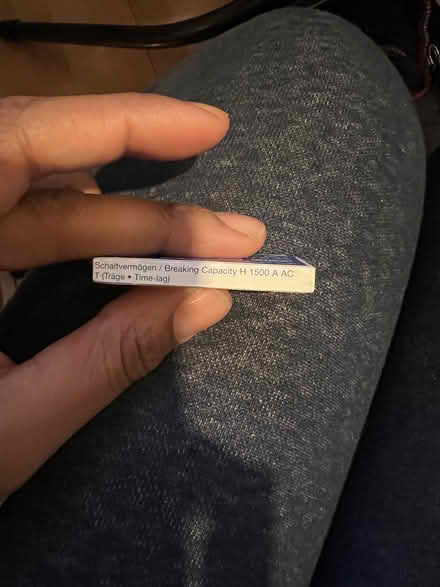 Schaltvermögen / Breaking Capacity H 1500 A AC
T (Träge • Time-lag)